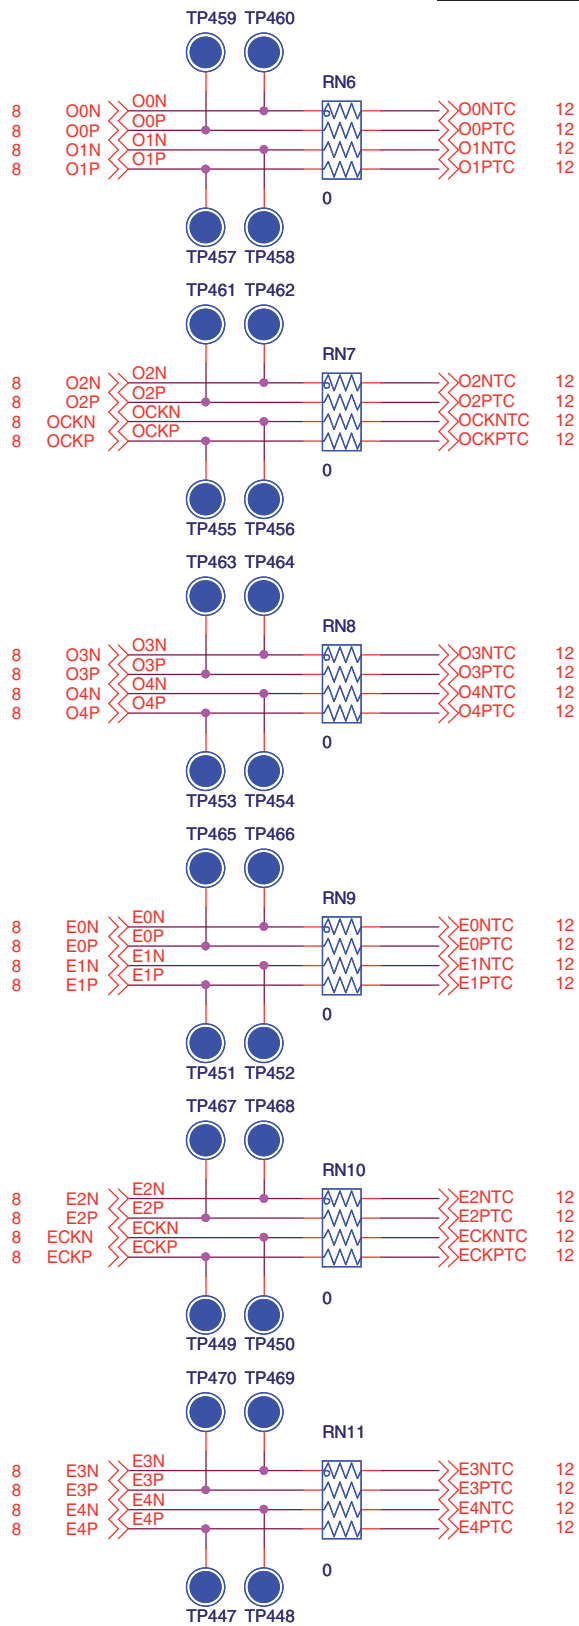 TP459 TP460
RN6
8 O0N O0N 6 O0NTC 12
8 O0P O0P O0PTC 12
8 O1N O1N O1NTC 12
8 O1P O1P O1PTC 12
0
TP457 TP458
TP461 TP462
RN7
8 O2N O2N 6 O2NTC 12
8 O2P O2P O2PTC 12
8 OCKN OCKN OCKNTC 12
8 OCKP OCKP OCKPTC 12
0
TP455 TP456
TP463 TP464
RN8
8 O3N O3N 6 O3NTC 12
8 O3P O3P O3PTC 12
8 O4N O4N O4NTC 12
8 O4P O4P O4PTC 12
0
TP453 TP454
TP465 TP466
RN9
8 E0N E0N 6 E0NTC 12
8 E0P E0P E0PTC 12
8 E1N E1N E1NTC 12
8 E1P E1P E1PTC 12
0
TP451 TP452
TP467 TP468
RN10
8 E2N E2N 6 E2NTC 12
8 E2P E2P E2PTC 12
8 ECKN ECKN ECKNTC 12
8 ECKP ECKP ECKPTC 12
0
TP449 TP450
TP470 TP469
RN11
8 E3N E3N 6 E3NTC 12
8 E3P E3P E3PTC 12
8 E4N E4N E4NTC 12
8 E4P E4P E4PTC 12
0
TP447 TP448